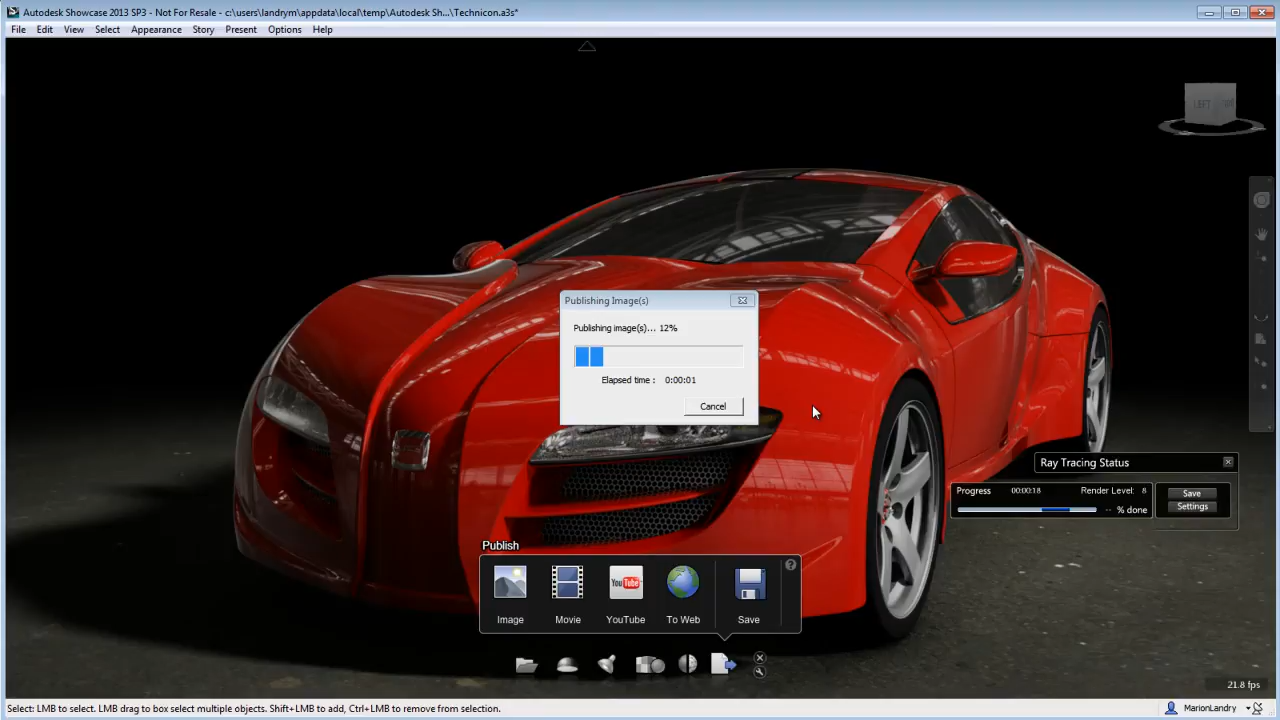 Autodesk Showcase 2013 SP3 - Not For Resale - c:\users\landrym\appdata\local\temp\Autodesk Sh...\Technicon.a3s*
File Edit View Select Appearance Story Present Options Help
LEFT
Publishing Image(s)
Publishing image(s)... 12%
Elapsed time : 0:00:01
Cancel
Ray Tracing Status
Progress 00:00:18 Render Level: 8
-- % done
Save
Settings
Publish
YouTube
Image Movie YouTube To Web Save
21.8 fps
Select: LMB to select. LMB drag to box select multiple objects. Shift+LMB to add, Ctrl+LMB to remove from selection.
MarionLandry